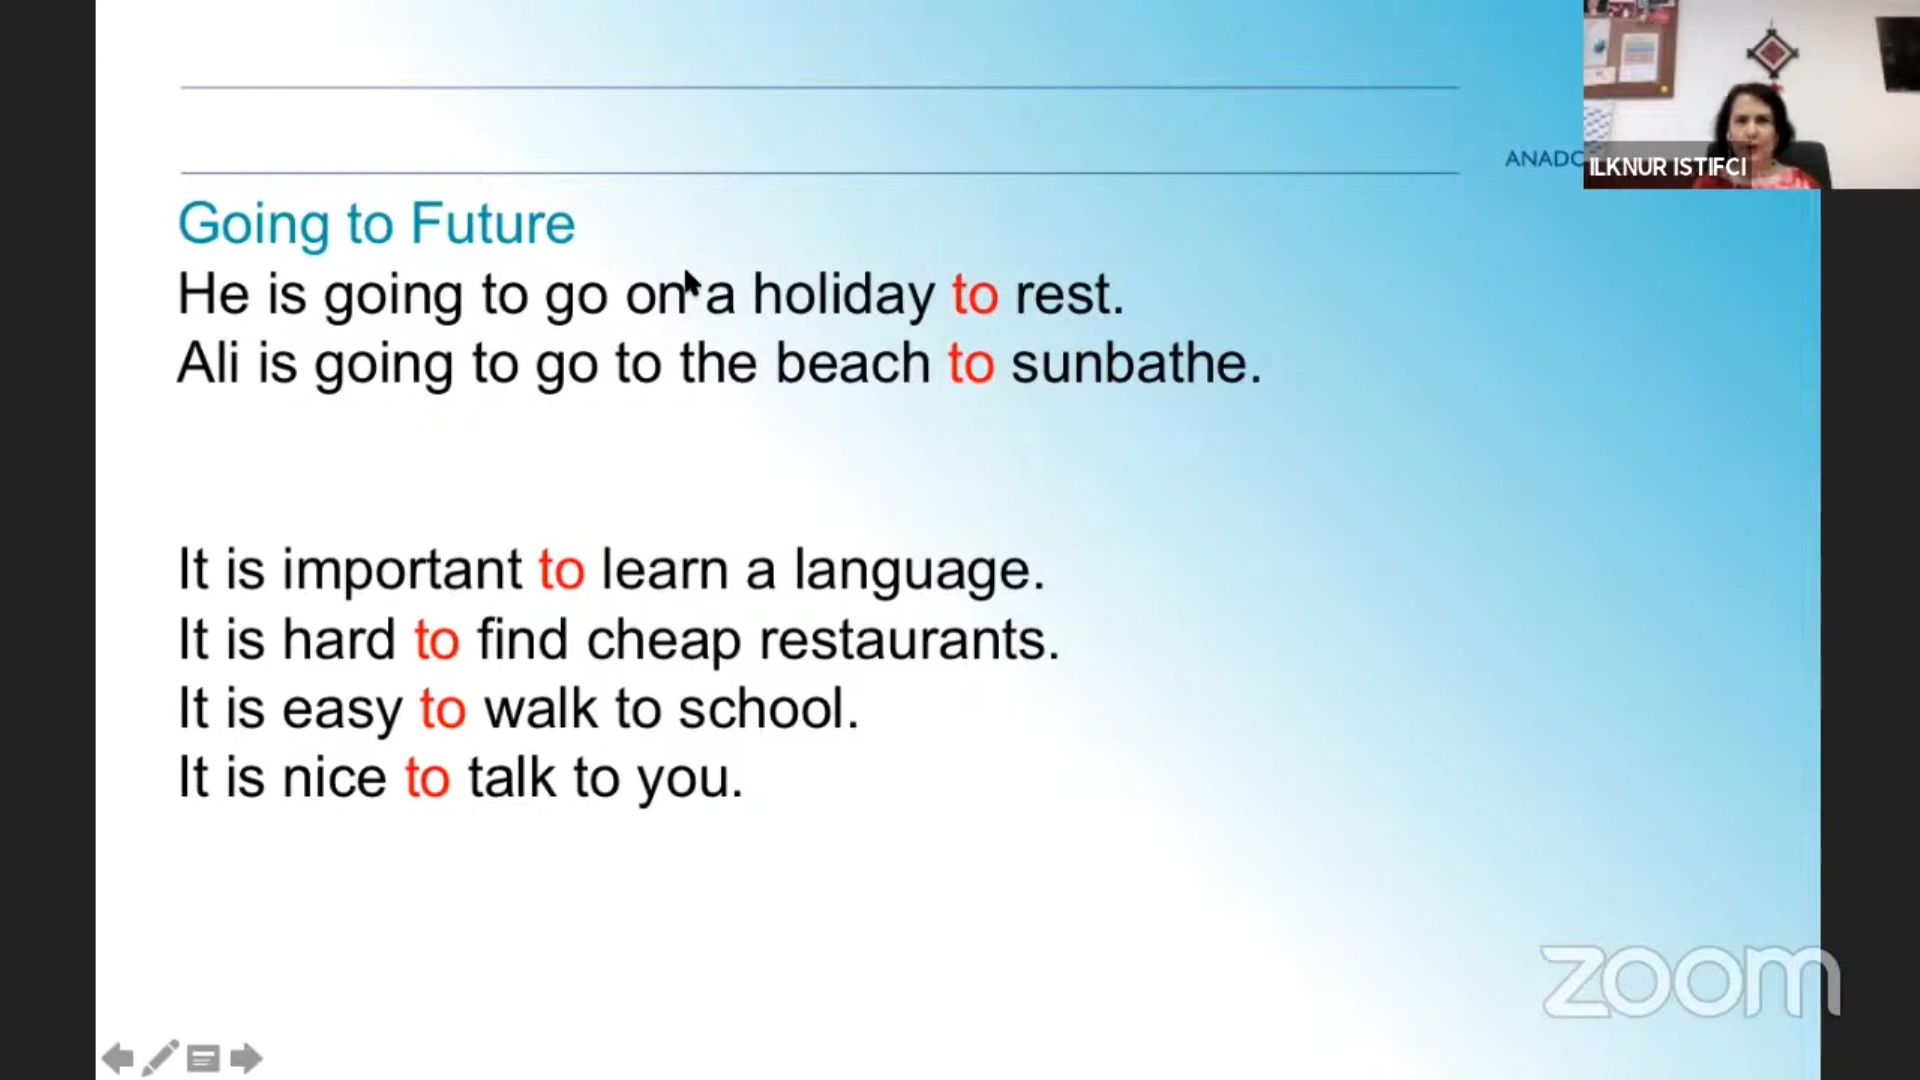 ANADO
ILKNUR ISTIFCI
Going to Future
He is going to go on a holiday to rest.
Ali is going to go to the beach to sunbathe.
It is important to learn a language.
It is hard to find cheap restaurants.
It is easy to walk to school.
It is nice to talk to you.
zoom